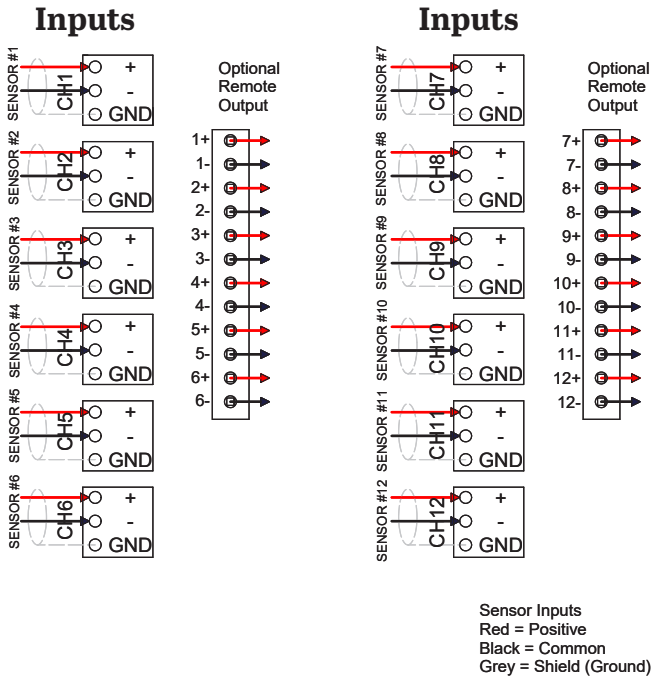 Inputs
SENSOR #1
CH1
+
-
GND
SENSOR #2
CH2
+
-
GND
SENSOR #3
CH3
+
-
GND
SENSOR #4
CH4
+
-
GND
SENSOR #5
CH5
+
-
GND
SENSOR #6
CH6
+
-
GND
Optional
Remote
Output
1+
1-
2+
2-
3+
3-
4+
4-
5+
5-
6+
6-
Inputs
SENSOR #7
CH7
+
-
GND
SENSOR #8
CH8
+
-
GND
SENSOR #9
CH9
+
-
GND
SENSOR #10
CH10
+
-
GND
SENSOR #11
CH11
+
-
GND
SENSOR #12
CH12
+
-
GND
Optional
Remote
Output
7+
7-
8+
8-
9+
9-
10+
10-
11+
11-
12+
12-
Sensor Inputs
Red = Positive
Black = Common
Grey = Shield (Ground)